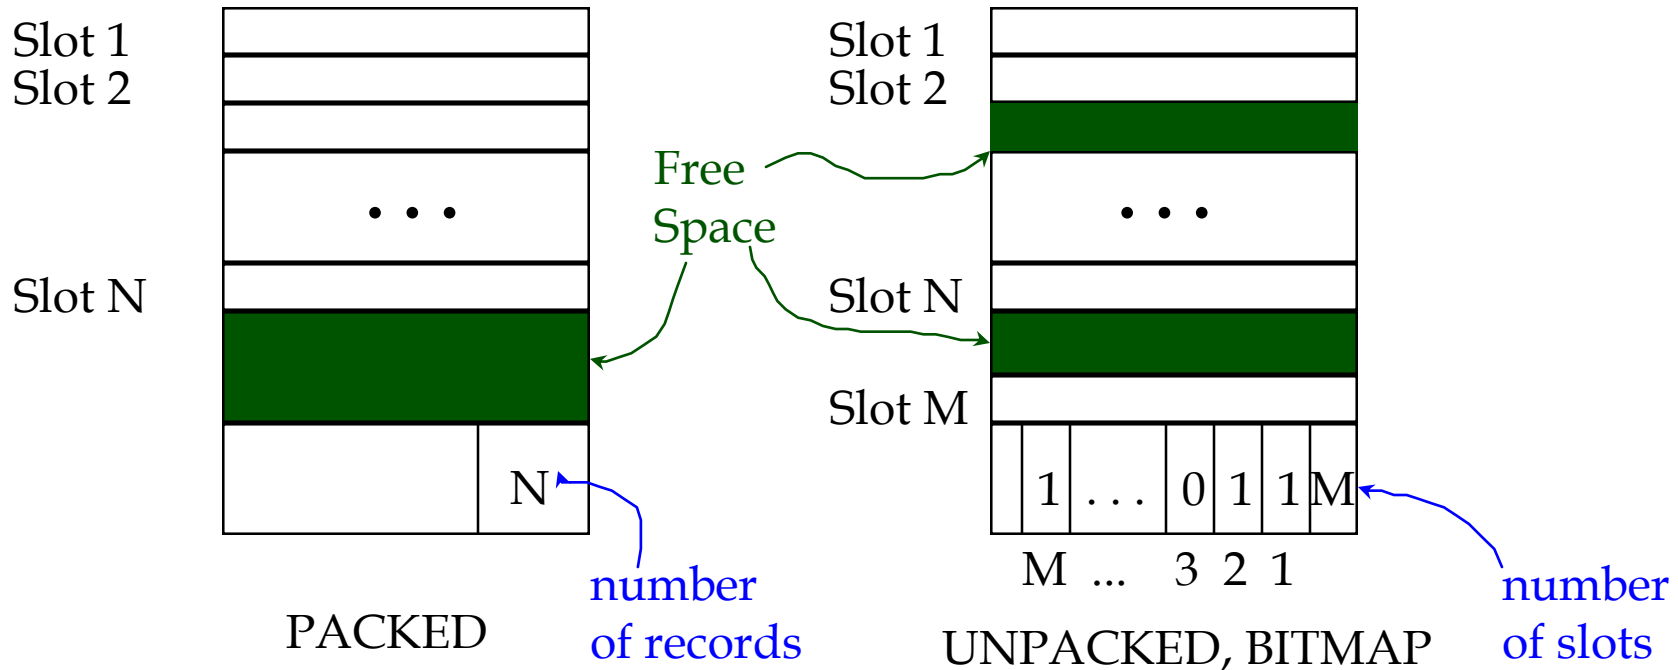 Slot 1
Slot 2
. . .
Slot N
N
number
of records
PACKED
Free
Space
Slot 1
Slot 2
. . .
Slot N
Slot M
1 . . . 0 1 1 M
M ... 3 2 1
number
of slots
UNPACKED, BITMAP